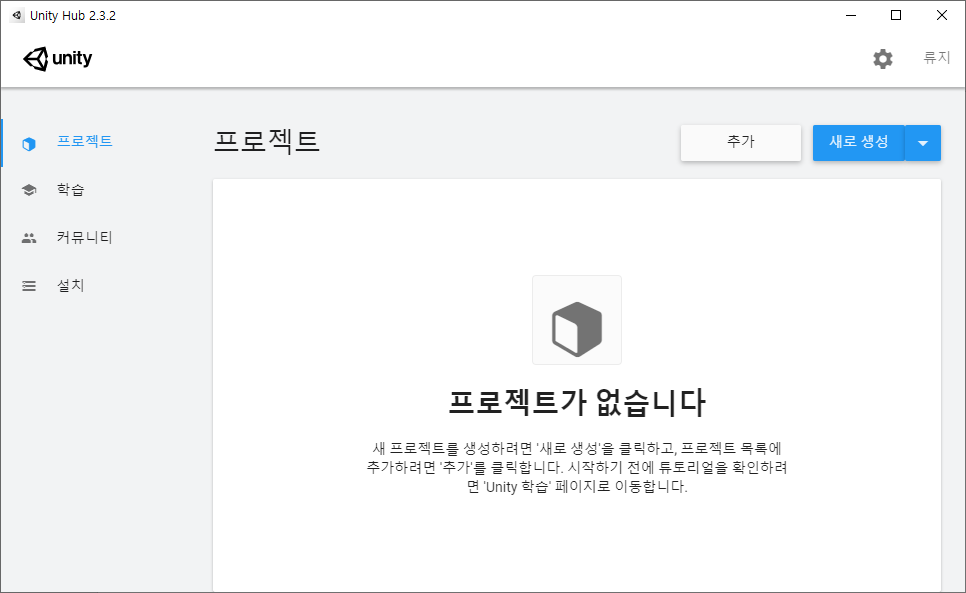 Unity Hub 2.3.2
unity
류지
프로젝트
학습
커뮤니티
설치
프로젝트
추가
새로 생성
프로젝트가 없습니다
새 프로젝트를 생성하려면 '새로 생성'을 클릭하고, 프로젝트 목록에
추가하려면 '추가'를 클릭합니다. 시작하기 전에 튜토리얼을 확인하려
면 'Unity 학습' 페이지로 이동합니다.